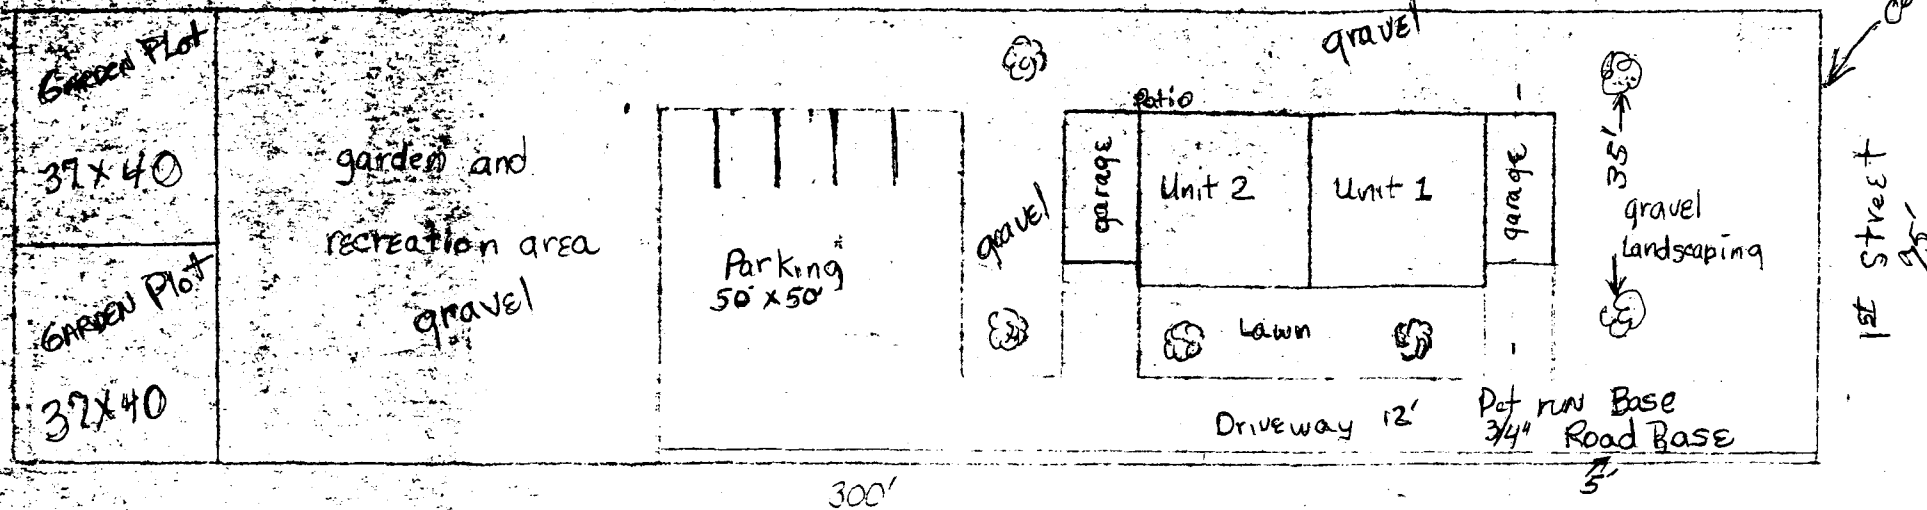 GARDEN PLOT
37X40
GARDEN PLOT
37X40
garden and
recreation area
gravel
Parking
50' x 50'
gravel
gravel
Patio
garage
Unit 2
Unit 1
garage
Lawn
35'
gravel
Landscaping
1st Street
95'
Driveway 12'
Pit run Base
3/4" Road Base
5'
300'